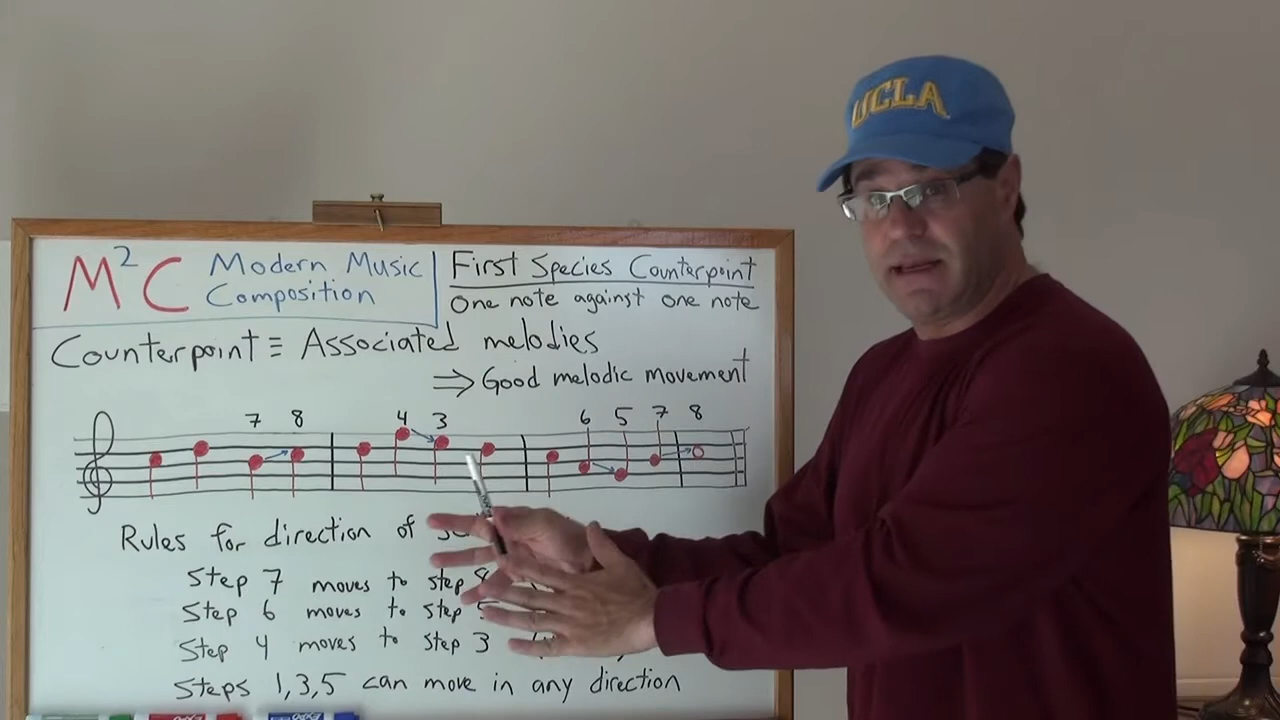 UCLA
M²C Modern Music Composition
First Species Counterpoint
One note against one note
Counterpoint ≡ Associated melodies
⇒ Good melodic movement
7 8 4 3 6 5 7 8
Rules for direction of
Step 7 moves to step 8
Step 6 moves to step 5
Step 4 moves to step 3
Steps 1,3,5 can move in any direction